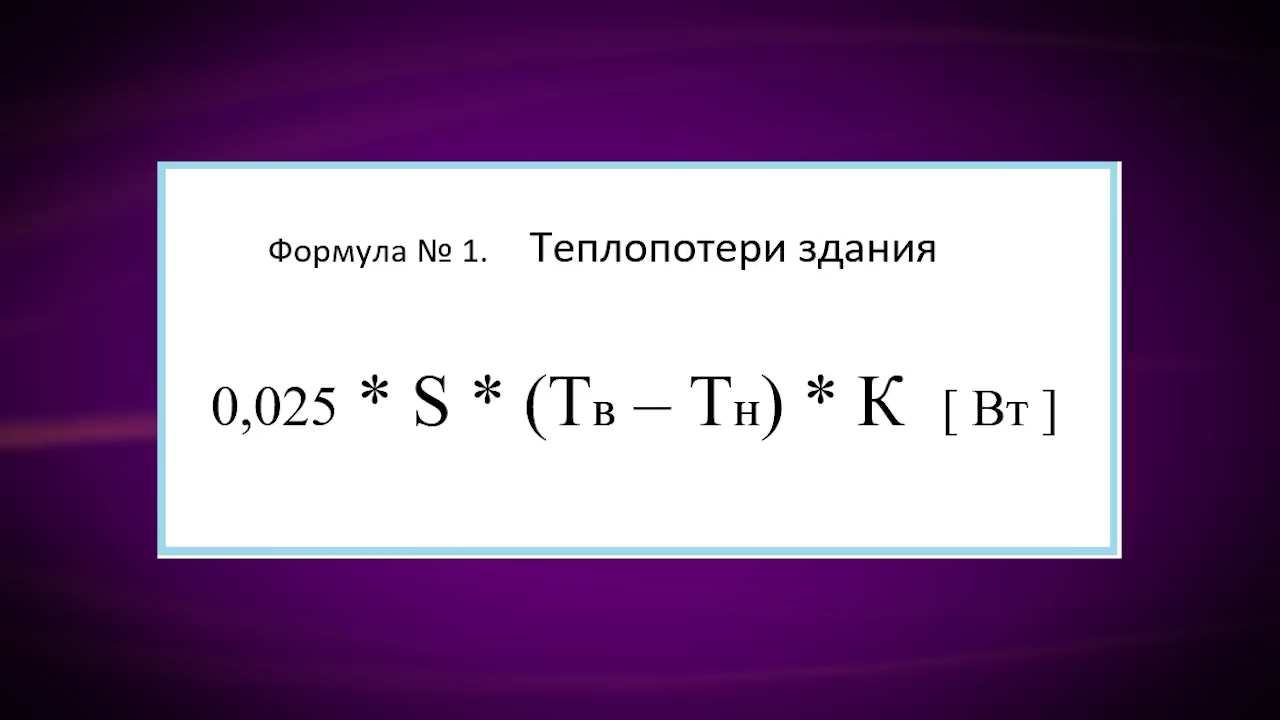 Формула № 1. Теплопотери здания
0,025 * S * (Тв – Тн) * К [ Вт ]